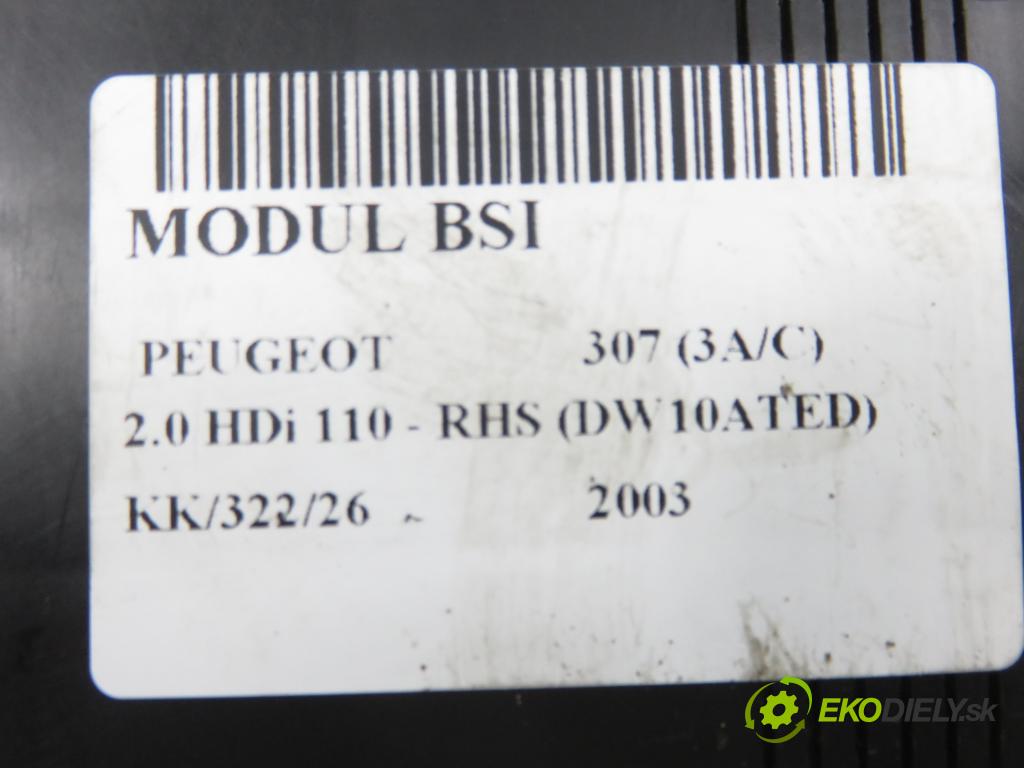 MODUL BSI
PEUGEOT 307 (3A/C)
2.0 HDi 110 - RHS (DW10ATED)
KK/322/26 2003
EKODIELY.sk